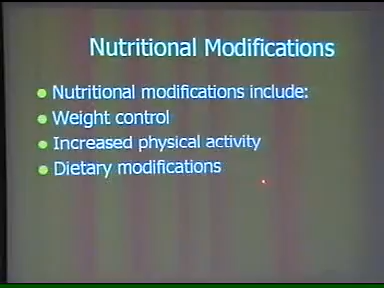 Nutritional Modifications
Nutritional modifications include:
Weight control
Increased physical activity
Dietary modifications